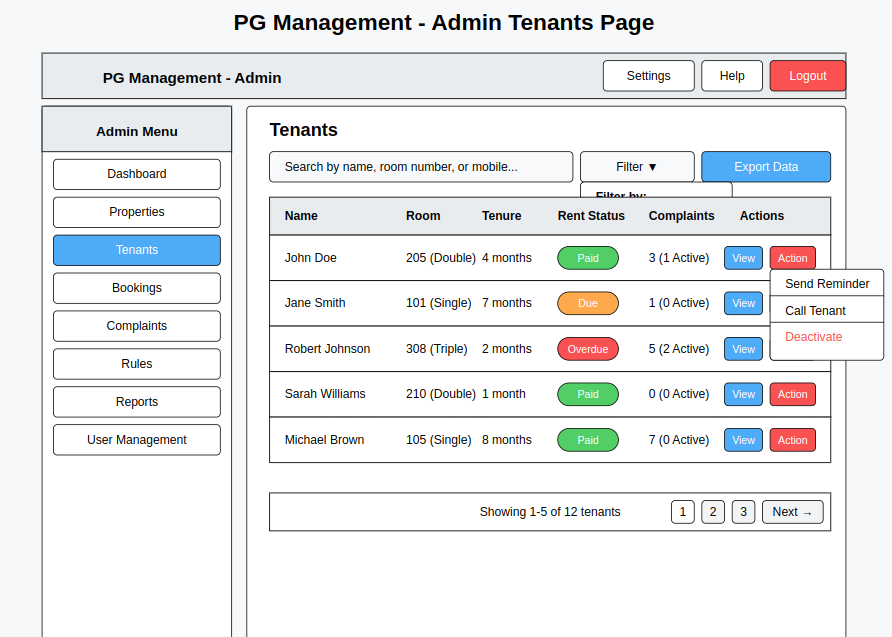 PG Management - Admin Tenants Page
PG Management - Admin
Settings
Help
Logout
Admin Menu
Dashboard
Properties
Tenants
Bookings
Complaints
Rules
Reports
User Management
Tenants
Search by name, room number, or mobile...
Filter ▼
Export Data
Filter by:
Name Room Tenure Rent Status Complaints Actions
John Doe 205 (Double) 4 months Paid 3 (1 Active) View Action
Send Reminder
Call Tenant
Deactivate
Jane Smith 101 (Single) 7 months Due 1 (0 Active) View
Robert Johnson 308 (Triple) 2 months Overdue 5 (2 Active) View
Sarah Williams 210 (Double) 1 month Paid 0 (0 Active) View Action
Michael Brown 105 (Single) 8 months Paid 7 (0 Active) View Action
Showing 1-5 of 12 tenants
1 2 3 Next →